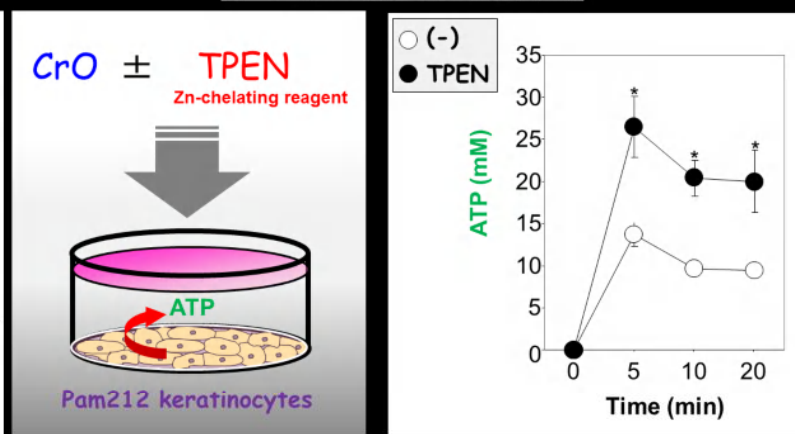 CrO ± TPEN
Zn-chelating reagent
ATP
Pam212 keratinocytes
(-)
TPEN
ATP (mM)
35
30
25
20
15
10
5
0
* * *
0 5 10 20
Time (min)